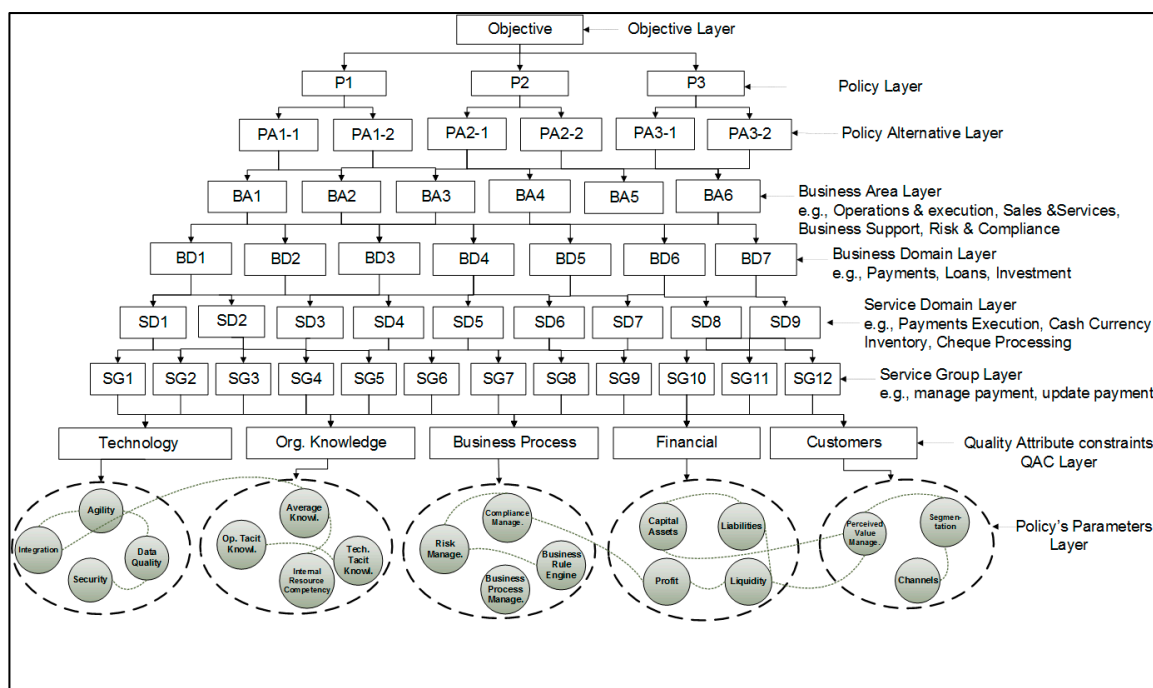 Objective
Objective Layer
P1
P2
P3
Policy Layer
PA1-1
PA1-2
PA2-1
PA2-2
PA3-1
PA3-2
Policy Alternative Layer
BA1
BA2
BA3
BA4
BA5
BA6
Business Area Layer
e.g., Operations & execution, Sales &Services,
Business Support, Risk & Compliance
BD1
BD2
BD3
BD4
BD5
BD6
BD7
Business Domain Layer
e.g., Payments, Loans, Investment
SD1
SD2
SD3
SD4
SD5
SD6
SD7
SD8
SD9
Service Domain Layer
e.g., Payments Execution, Cash Currency
Inventory, Cheque Processing
SG1
SG2
SG3
SG4
SG5
SG6
SG7
SG8
SG9
SG10
SG11
SG12
Service Group Layer
e.g., manage payment, update payment
Technology
Org. Knowledge
Business Process
Financial
Customers
Quality Attribute constraints
QAC Layer
Agility
Integration
Data
Quality
Security
Average
Knowl.
Op. Tacit
Knowl.
Tech.
Tacit Knowl.
Internal
Resource
Competency
Compliance
Manage.
Risk
Manage.
Business
Rule
Engine
Business
Process
Manage.
Capital
Assets
Liabilities
Profit
Liquidity
Perceived
Value
Manage.
Segmen-
tation
Channels
Policy's Parameters
Layer